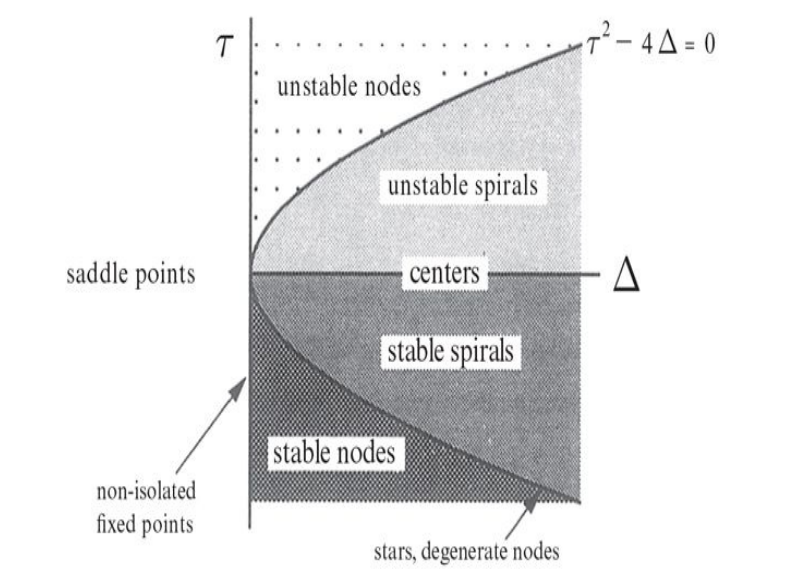 τ
τ² − 4Δ = 0
unstable nodes
unstable spirals
saddle points
centers
Δ
stable spirals
stable nodes
non-isolated
fixed points
stars, degenerate nodes